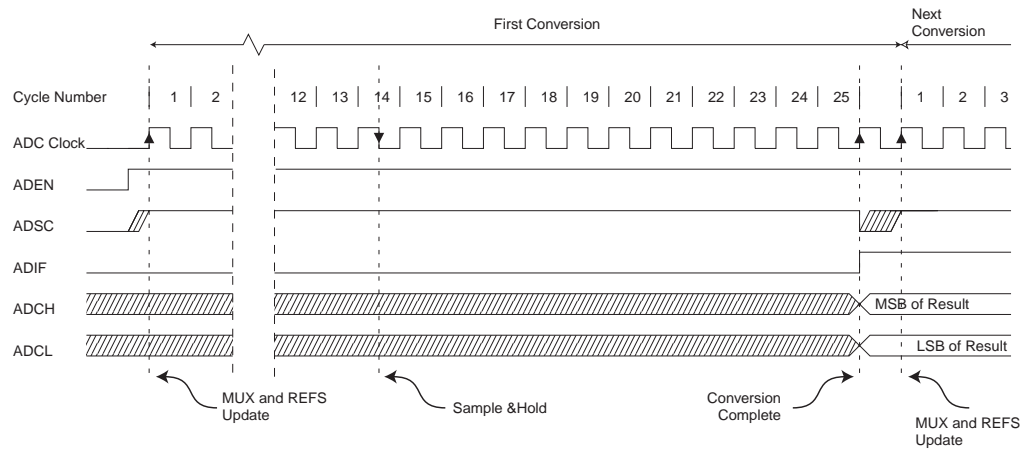 First Conversion
Next
Conversion
Cycle Number 1 2 12 13 14 15 16 17 18 19 20 21 22 23 24 25 1 2 3
ADC Clock
ADEN
ADSC
ADIF
ADCH MSB of Result
ADCL LSB of Result
MUX and REFS
Update
Sample &Hold
Conversion
Complete
MUX and REFS
Update